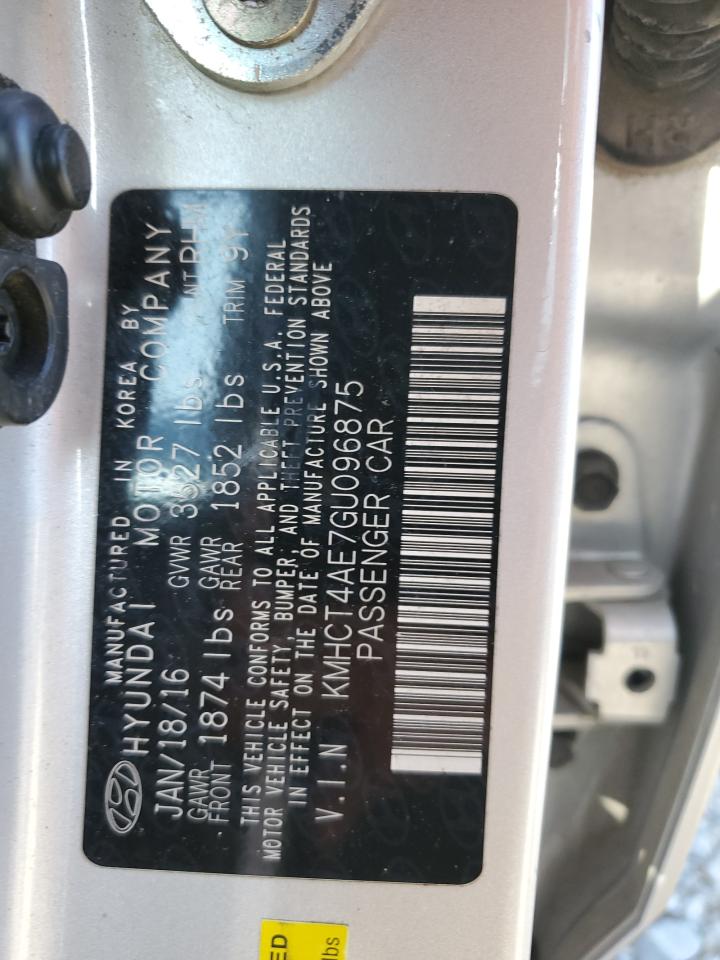 MANUFACTURED IN KOREA BY
HYUNDAI MOTOR COMPANY
JAN/18/16 GVWR 3527 lbs INT RHM
GAWR FRONT 1874 lbs GAWR REAR 1852 lbs TRIM 9Y
THIS VEHICLE CONFORMS TO ALL APPLICABLE U.S.A. FEDERAL
MOTOR VEHICLE SAFETY, BUMPER, AND THEFT PREVENTION STANDARDS
IN EFFECT ON THE DATE OF MANUFACTURE SHOWN ABOVE
V.I.N KMHCT4AE7GU096875
PASSENGER CAR
ED
lbs